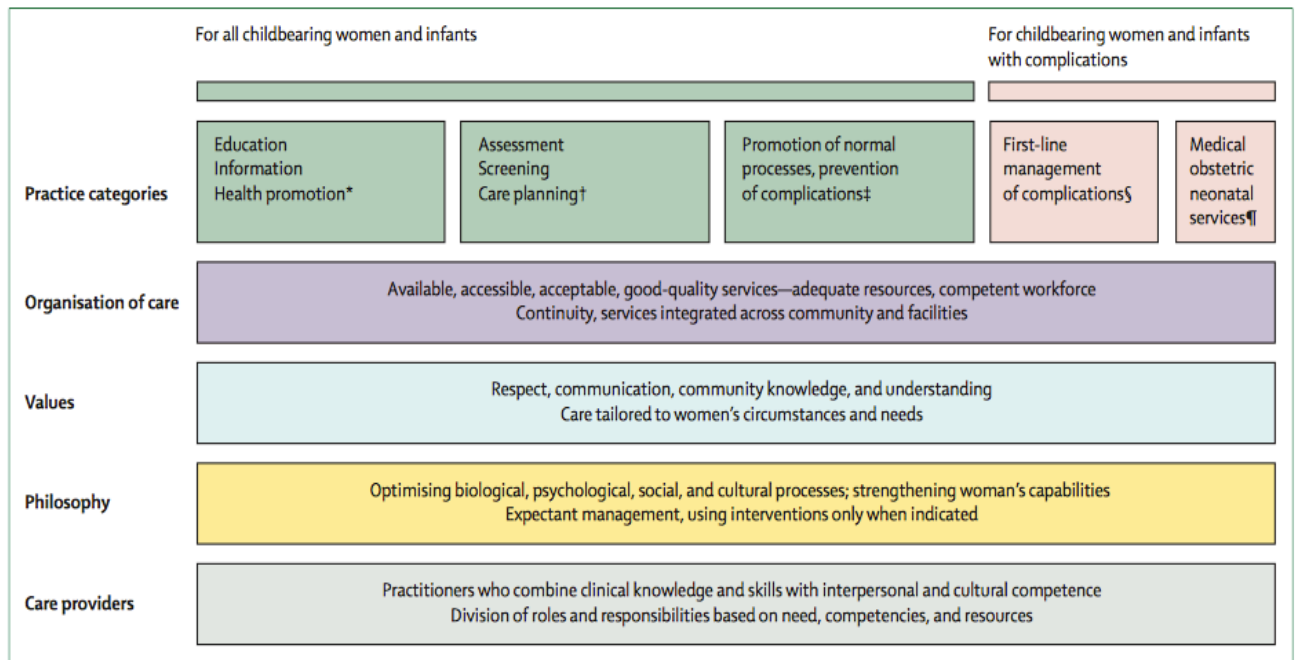 For all childbearing women and infants
For childbearing women and infants
with complications
Practice categories
Education
Information
Health promotion*
Assessment
Screening
Care planning†
Promotion of normal
processes, prevention
of complications‡
First-line
management
of complications§
Medical
obstetric
neonatal
services¶
Organisation of care
Available, accessible, acceptable, good-quality services—adequate resources, competent workforce
Continuity, services integrated across community and facilities
Values
Respect, communication, community knowledge, and understanding
Care tailored to women's circumstances and needs
Philosophy
Optimising biological, psychological, social, and cultural processes; strengthening woman's capabilities
Expectant management, using interventions only when indicated
Care providers
Practitioners who combine clinical knowledge and skills with interpersonal and cultural competence
Division of roles and responsibilities based on need, competencies, and resources